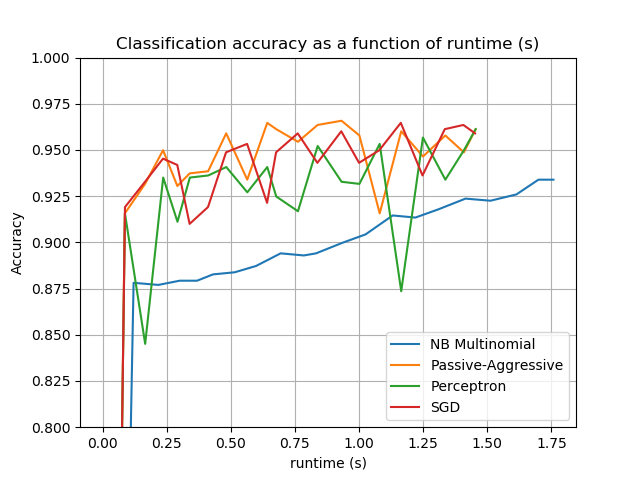 Classification accuracy as a function of runtime (s)
1.000
0.975
0.950
0.925
0.900
0.875
0.850
0.825
0.800
Accuracy
NB Multinomial
Passive-Aggressive
Perceptron
SGD
0.00 0.25 0.50 0.75 1.00 1.25 1.50 1.75
runtime (s)